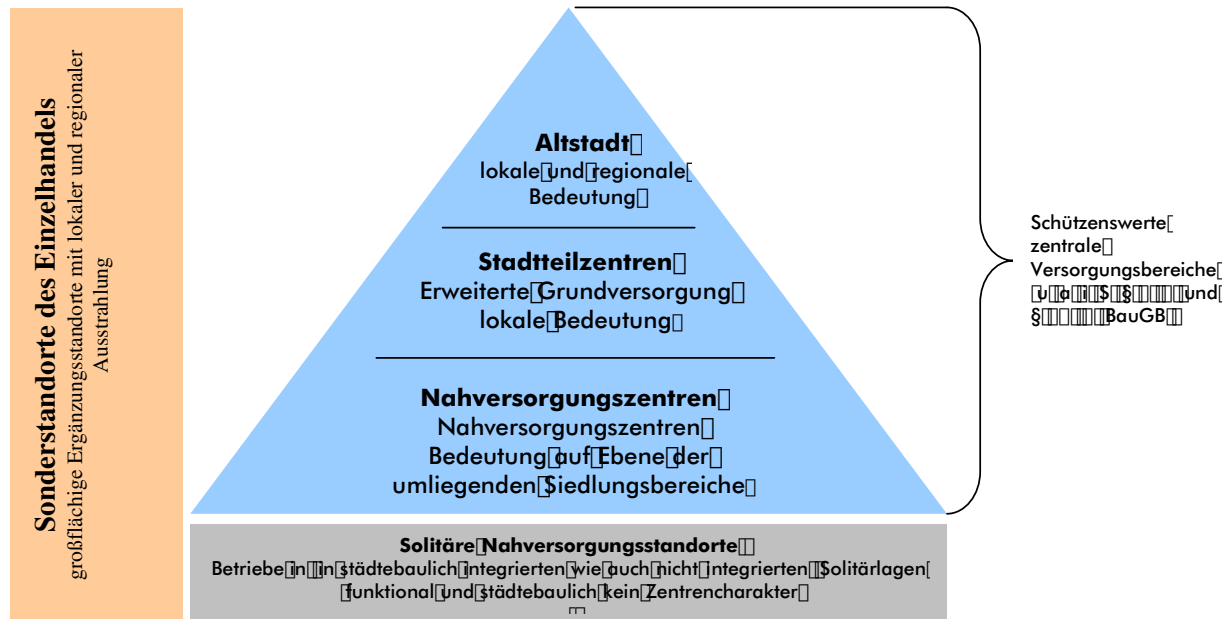 Sonderstandorte des Einzelhandels
großflächige Ergänzungsstandorte mit lokaler und regionaler
Ausstrahlung
Altstadt
lokale und regionale
Bedeutung
Stadtteilzentren
Erweiterte Grundversorgung
lokale Bedeutung
Nahversorgungszentren
Nahversorgungszentren
Bedeutung auf Ebene der
umliegenden Siedlungsbereiche
Schützenswerte
zentrale
Versorgungsbereiche
u a i S § und
§ BauGB
Solitäre Nahversorgungsstandorte
Betriebe in in städtebaulich integrierten wie auch nicht integrierten Solitärlagen
funktional und städtebaulich kein Zentrencharakter